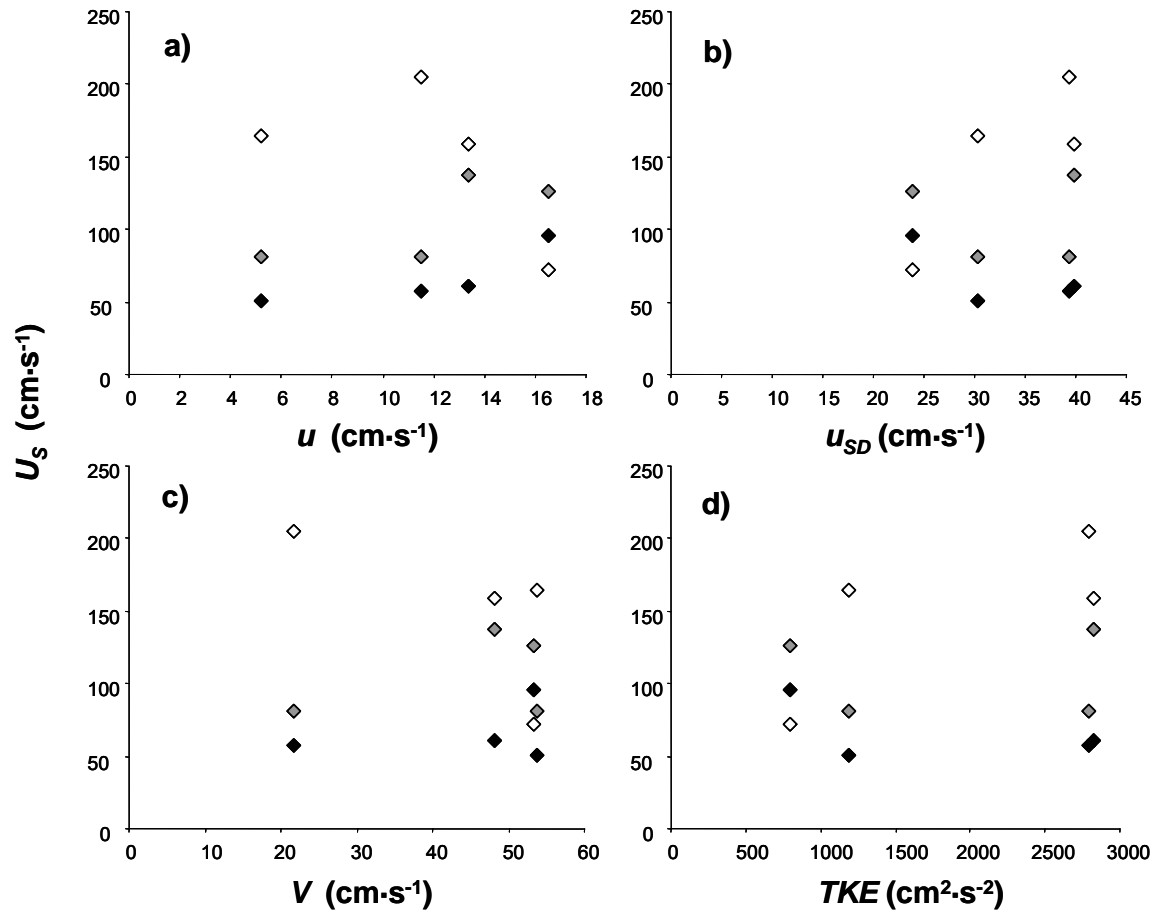 a)
250
200
150
100
50
0
0 2 4 6 8 10 12 14 16 18
u (cm·s-1)
b)
250
200
150
100
50
0
0 5 10 15 20 25 30 35 40 45
uSD (cm·s-1)
US (cm·s-1)
c)
250
200
150
100
50
0
0 10 20 30 40 50 60
V (cm·s-1)
d)
250
200
150
100
50
0
0 500 1000 1500 2000 2500 3000
TKE (cm2·s-2)